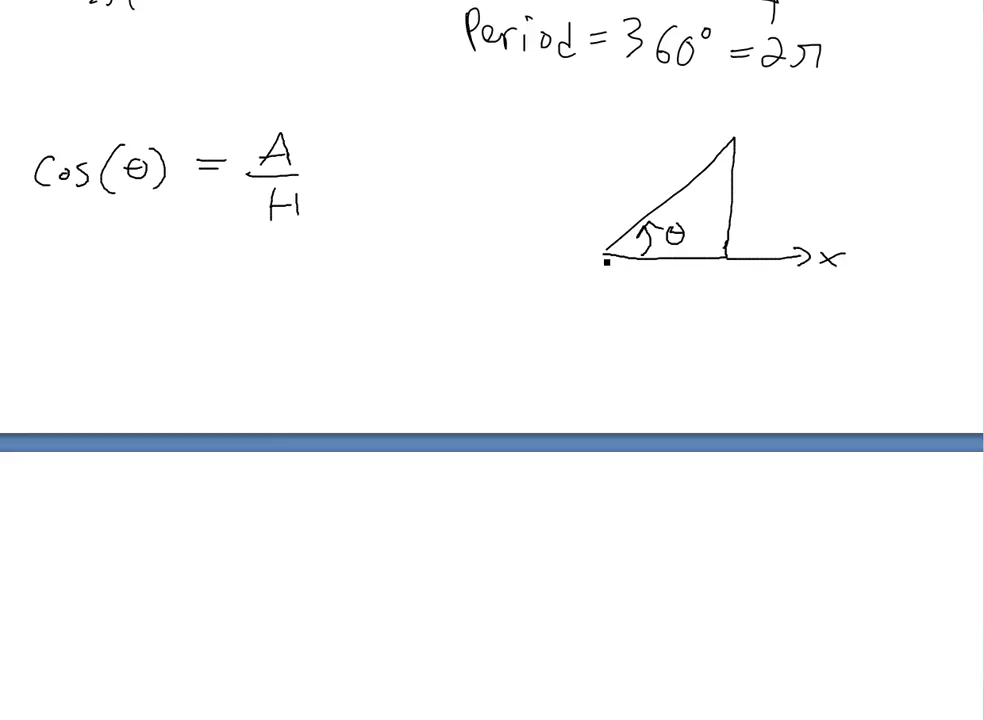 Period = 360° = 2π
Cos(θ) = A/H
θ
x